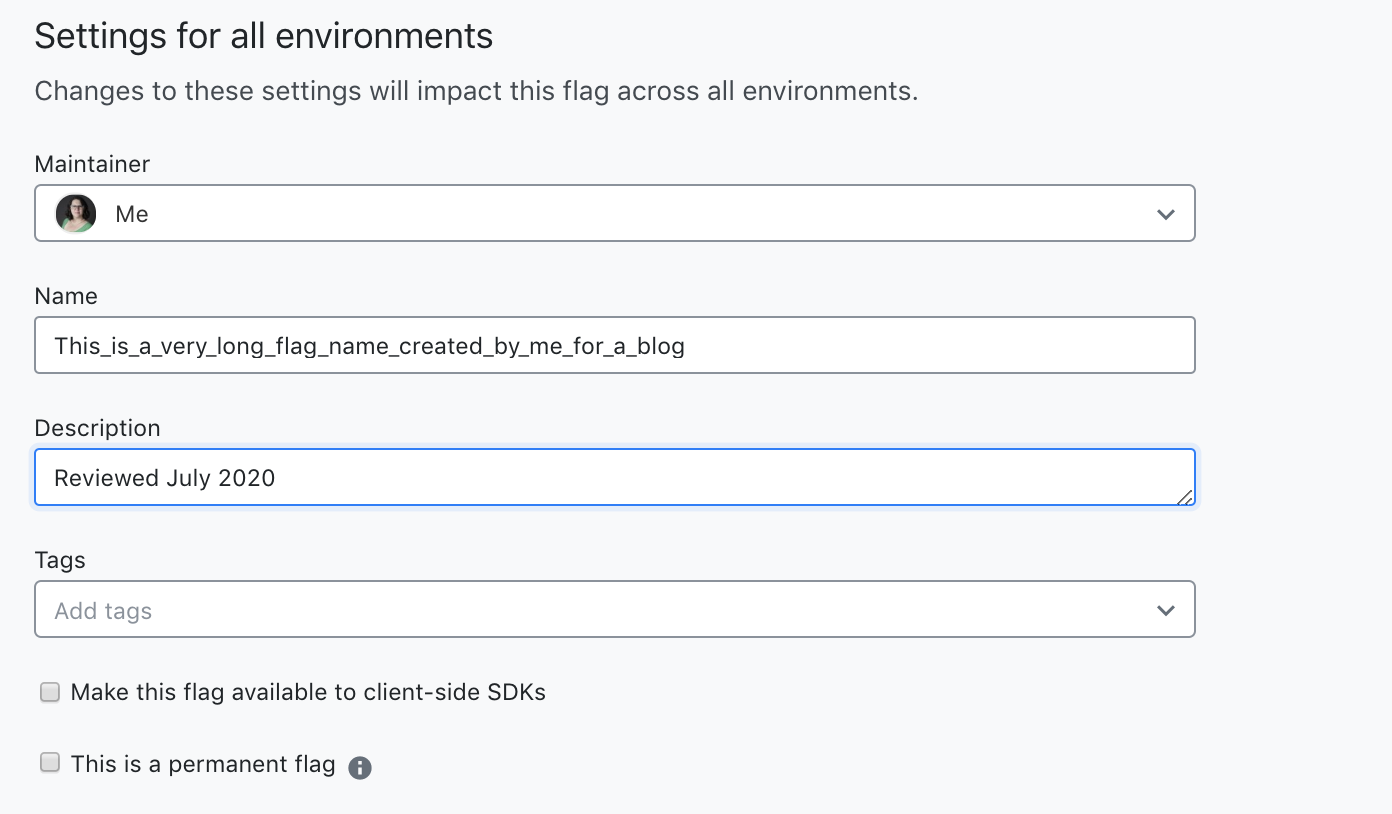 Settings for all environments
Changes to these settings will impact this flag across all environments.
Maintainer
Me
Name
This_is_a_very_long_flag_name_created_by_me_for_a_blog
Description
Reviewed July 2020
Tags
Add tags
Make this flag available to client-side SDKs
This is a permanent flag